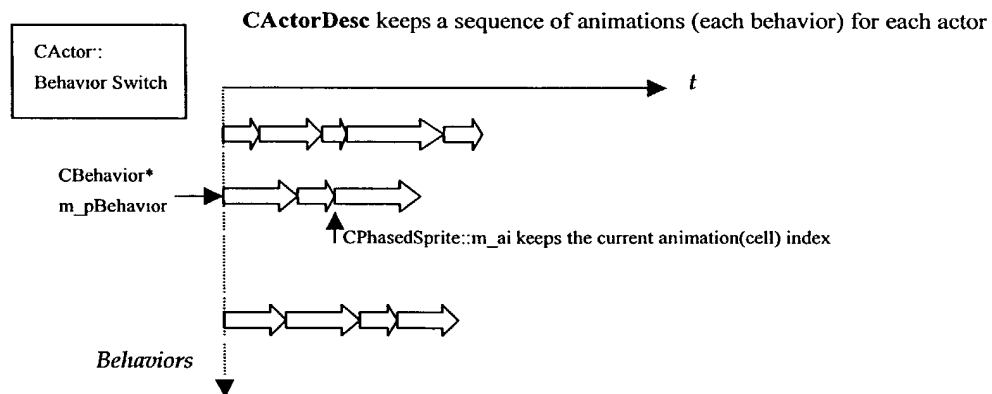 CActorDesc keeps a sequence of animations (each behavior) for each actor
CActor::
Behavior Switch
t
CBehavior*
m_pBehavior
CPhasedSprite::m_ai keeps the current animation(cell) index
Behaviors